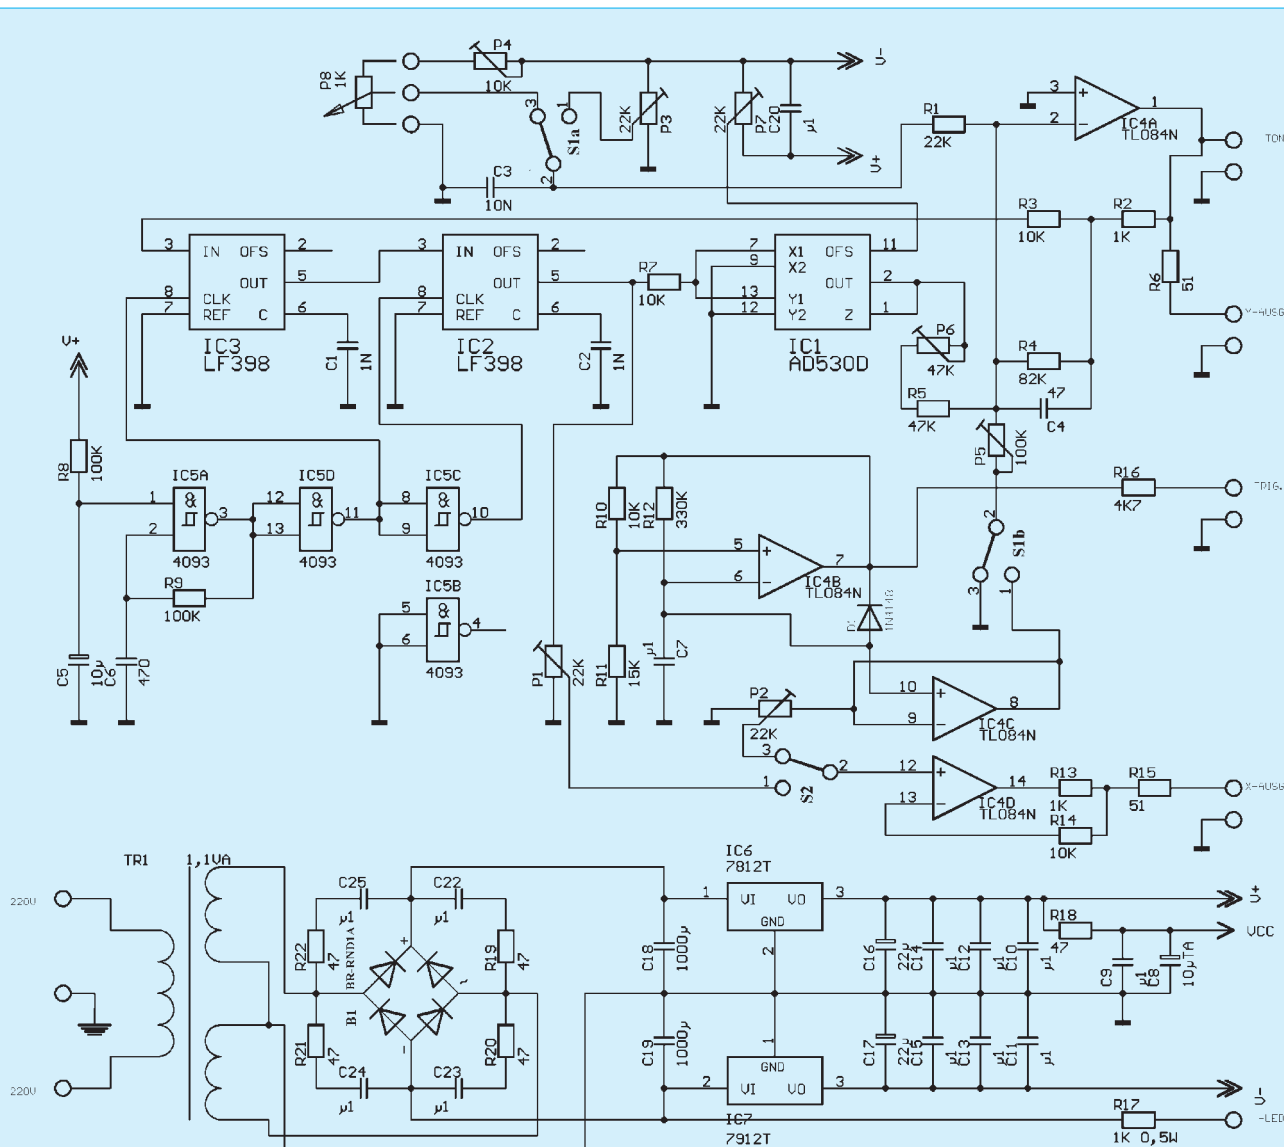 P4
10K
V-
P8
1K
3
1
S1a
2
22K
P3
22K
P7
C20
µ1
V+
C3
10N
R1
22K
3
2
1
+
-
IC4A
TL084N
TON
R3
10K
R2
1K
R6
51
Y-AUSG
3 IN OFS 2
OUT 5
8 CLK
7 REF C 6
IC3
LF398
C1
1N
3 IN OFS 2
OUT 5
8 CLK
7 REF C 6
IC2
LF398
C2
1N
R7
10K
7 X1 OFS 11
9 X2
OUT 2
13 Y1
12 Y2 Z 1
IC1
AD530D
P6
47K
R5
47K
R4
82K
47
C4
P5
100K
V+
R8
100K
IC5A
1
2
&
3
4093
IC5D
12
13
&
11
4093
IC5C
8
9
&
10
4093
R9
100K
IC5B
5
6
&
4
4093
C5
10µ
C6
470
P1
22K
R10
10K
R12
330K
R11
15K
µ1
C7
5
6
+
-
7
IC4B
TL084N
1N4148
R16
4K7
TRIG.
2
S1b
3
1
P2
22K
3
2
1
S2
10
9
+
-
8
IC4C
TL084N
12
13
+
-
14
IC4D
TL084N
R13
1K
R14
10K
R15
51
X-AUSG
TR1
1,1VA
220V
220V
C25
µ1
C22
µ1
R22
47
BR-RND1A
B1
+
~
-
R19
47
R21
47
R20
47
C24
µ1
C23
µ1
C18
1000µ
C19
1000µ
IC6
7812T
1 VI VO 3
GND
2
1
GND
2 VI VO 3
IC7
7912T
C16
22µ
C14
µ1
C12
µ1
C10
µ1
C17
22µ
C15
µ1
C13
µ1
C11
µ1
V+
R18
47
VCC
C9
µ1
C8
10µTA
V-
R17
1K 0,5W
-LED